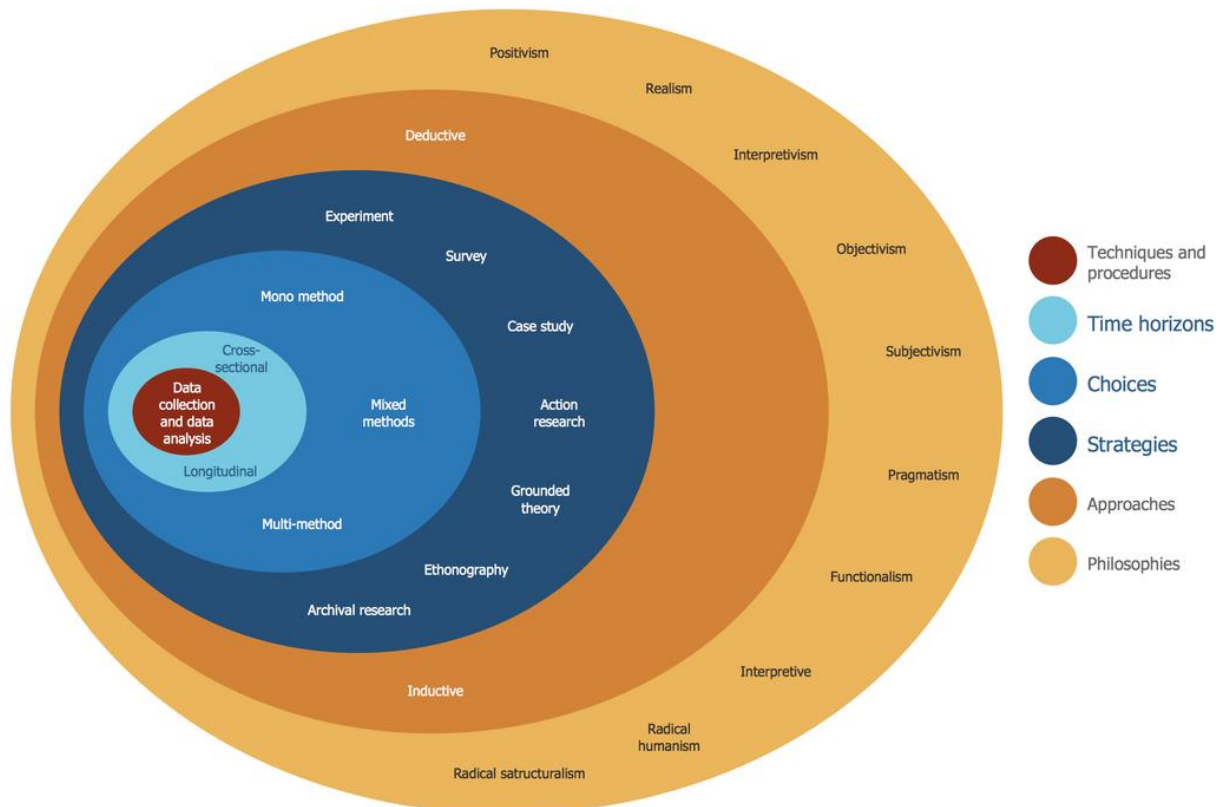 Positivism
Realism
Deductive
Interpretivism
Experiment
Survey
Objectivism
Mono method
Case study
Cross-
sectional
Subjectivism
Data
collection
and data
analysis
Mixed
methods
Action
research
Longitudinal
Pragmatism
Grounded
theory
Multi-method
Ethonography
Functionalism
Archival research
Interpretive
Inductive
Radical
humanism
Radical satructuralism
Techniques and
procedures
Time horizons
Choices
Strategies
Approaches
Philosophies